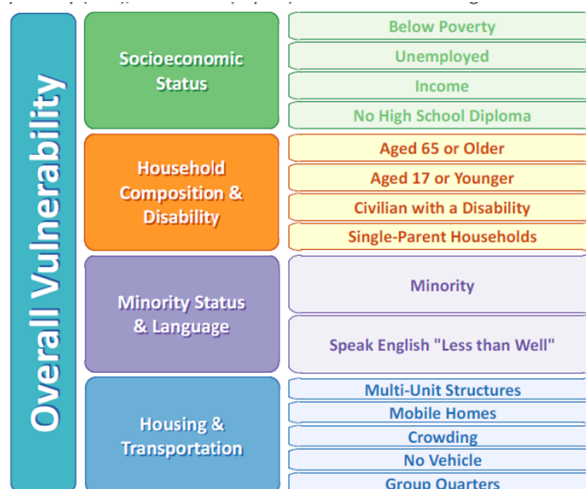 Overall Vulnerability
Socioeconomic
Status
Below Poverty
Unemployed
Income
No High School Diploma
Household
Composition &
Disability
Aged 65 or Older
Aged 17 or Younger
Civilian with a Disability
Single-Parent Households
Minority Status
& Language
Minority
Speak English "Less than Well"
Housing &
Transportation
Multi-Unit Structures
Mobile Homes
Crowding
No Vehicle
Group Quarters